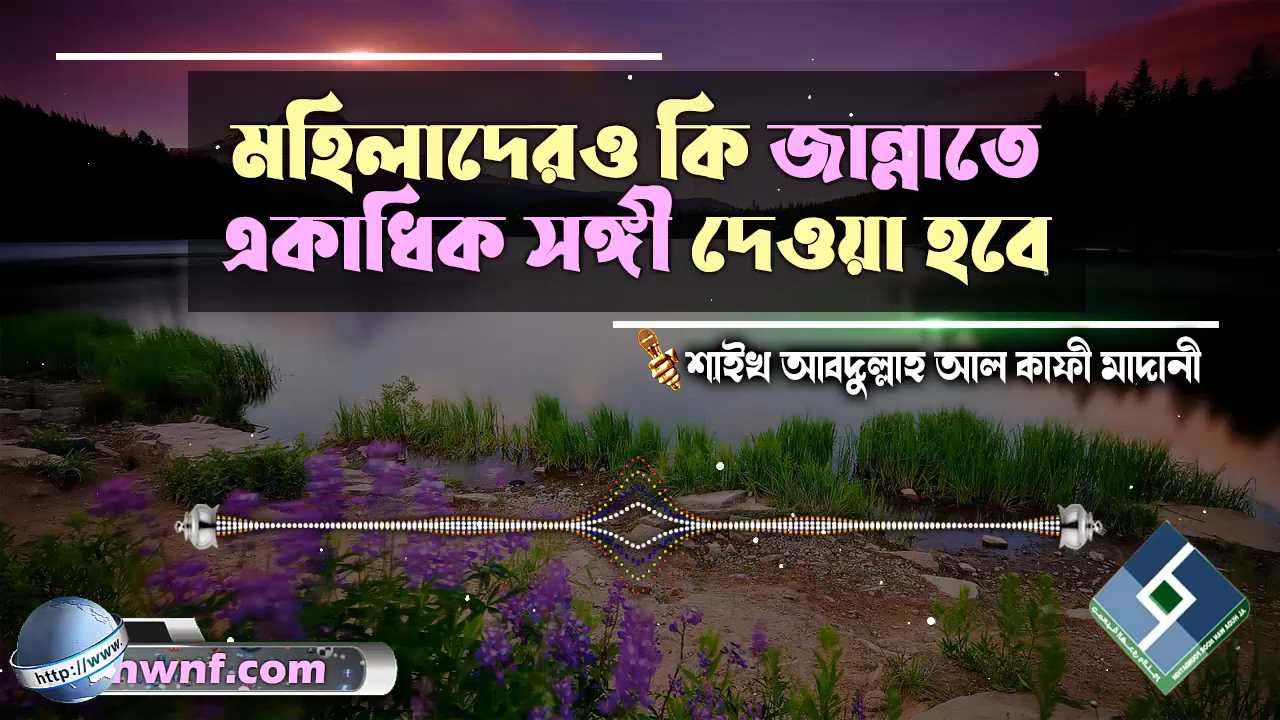 মহিলাদেরও কি জান্নাতে
একাধিক সঙ্গী দেওয়া হবে
শাইখ আবদুল্লাহ আল কাফী মাদানী
http://www.
hwnf.com